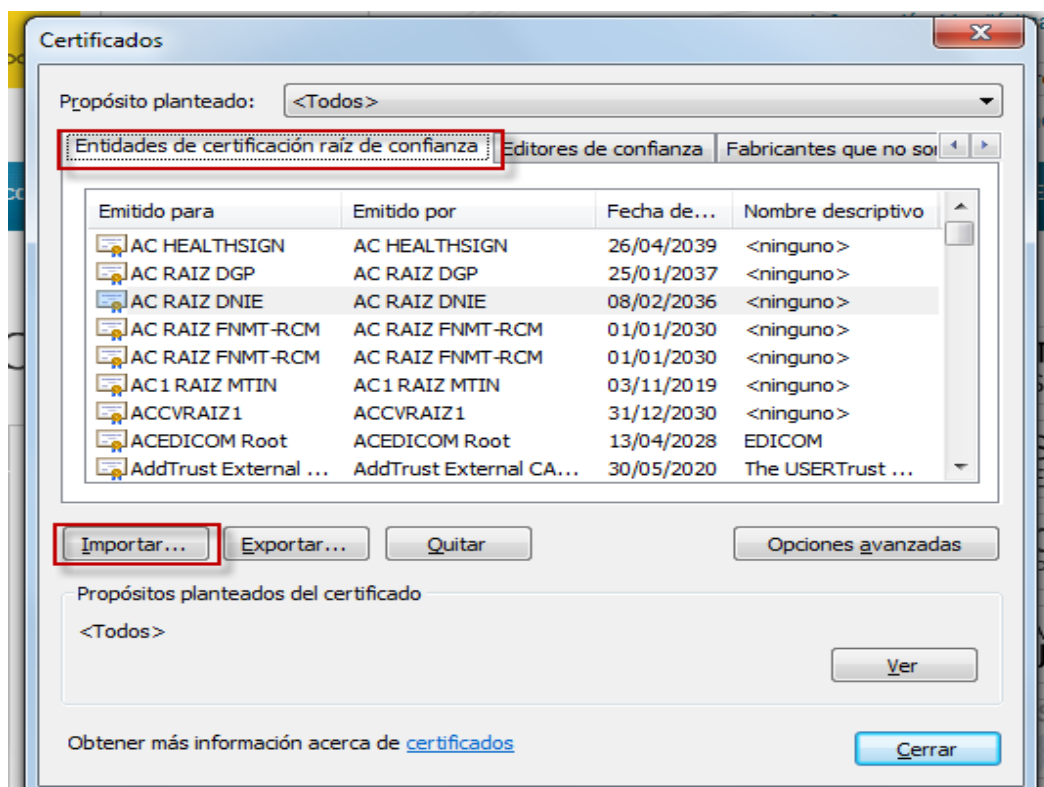 Certificados
Propósito planteado: <Todos>
Entidades de certificación raíz de confianza Editores de confianza Fabricantes que no son
Emitido para Emitido por Fecha de... Nombre descriptivo
AC HEALTHSIGN AC HEALTHSIGN 26/04/2039 <ninguno>
AC RAIZ DGP AC RAIZ DGP 25/01/2037 <ninguno>
AC RAIZ DNIE AC RAIZ DNIE 08/02/2036 <ninguno>
AC RAIZ FNMT-RCM AC RAIZ FNMT-RCM 01/01/2030 <ninguno>
AC RAIZ FNMT-RCM AC RAIZ FNMT-RCM 01/01/2030 <ninguno>
AC1 RAIZ MTIN AC1 RAIZ MTIN 03/11/2019 <ninguno>
ACCVRAIZ1 ACCVRAIZ1 31/12/2030 <ninguno>
ACEDICOM Root ACEDICOM Root 13/04/2028 EDICOM
AddTrust External ... AddTrust External CA... 30/05/2020 The USERTrust ...
Importar... Exportar... Quitar Opciones avanzadas
Propósitos planteados del certificado
<Todos>
Ver
Obtener más información acerca de certificados
Cerrar